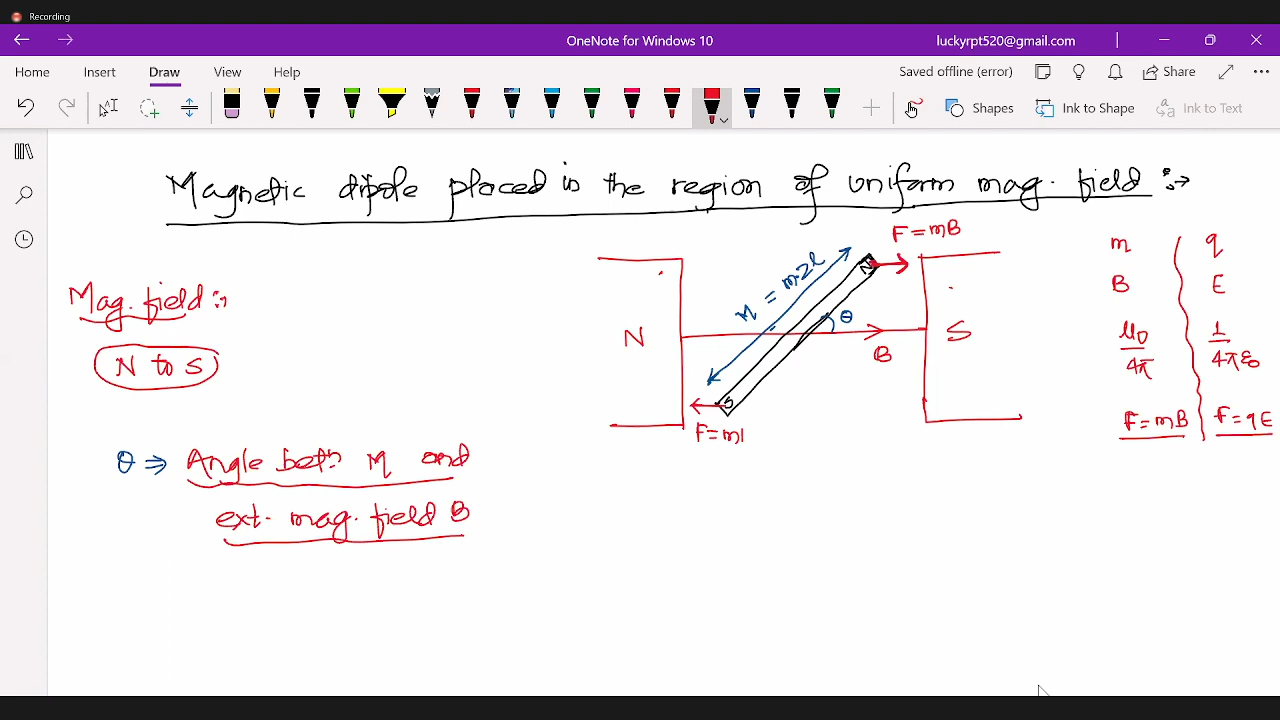 Recording
OneNote for Windows 10
luckyrpt520@gmail.com
Home Insert Draw View Help
Saved offline (error)
Share
Shapes
Ink to Shape
Ink to Text
Magnetic dipole placed in the region of uniform mag. field :→
Mag. field :
N to S
θ ⇒ Angle betn M and
ext. mag. field B
F = mB
M = m·2l
N
θ
N
B
S
S
F = m
m q
B E
μ0/4π 1/4πε0
F = mB F = qE